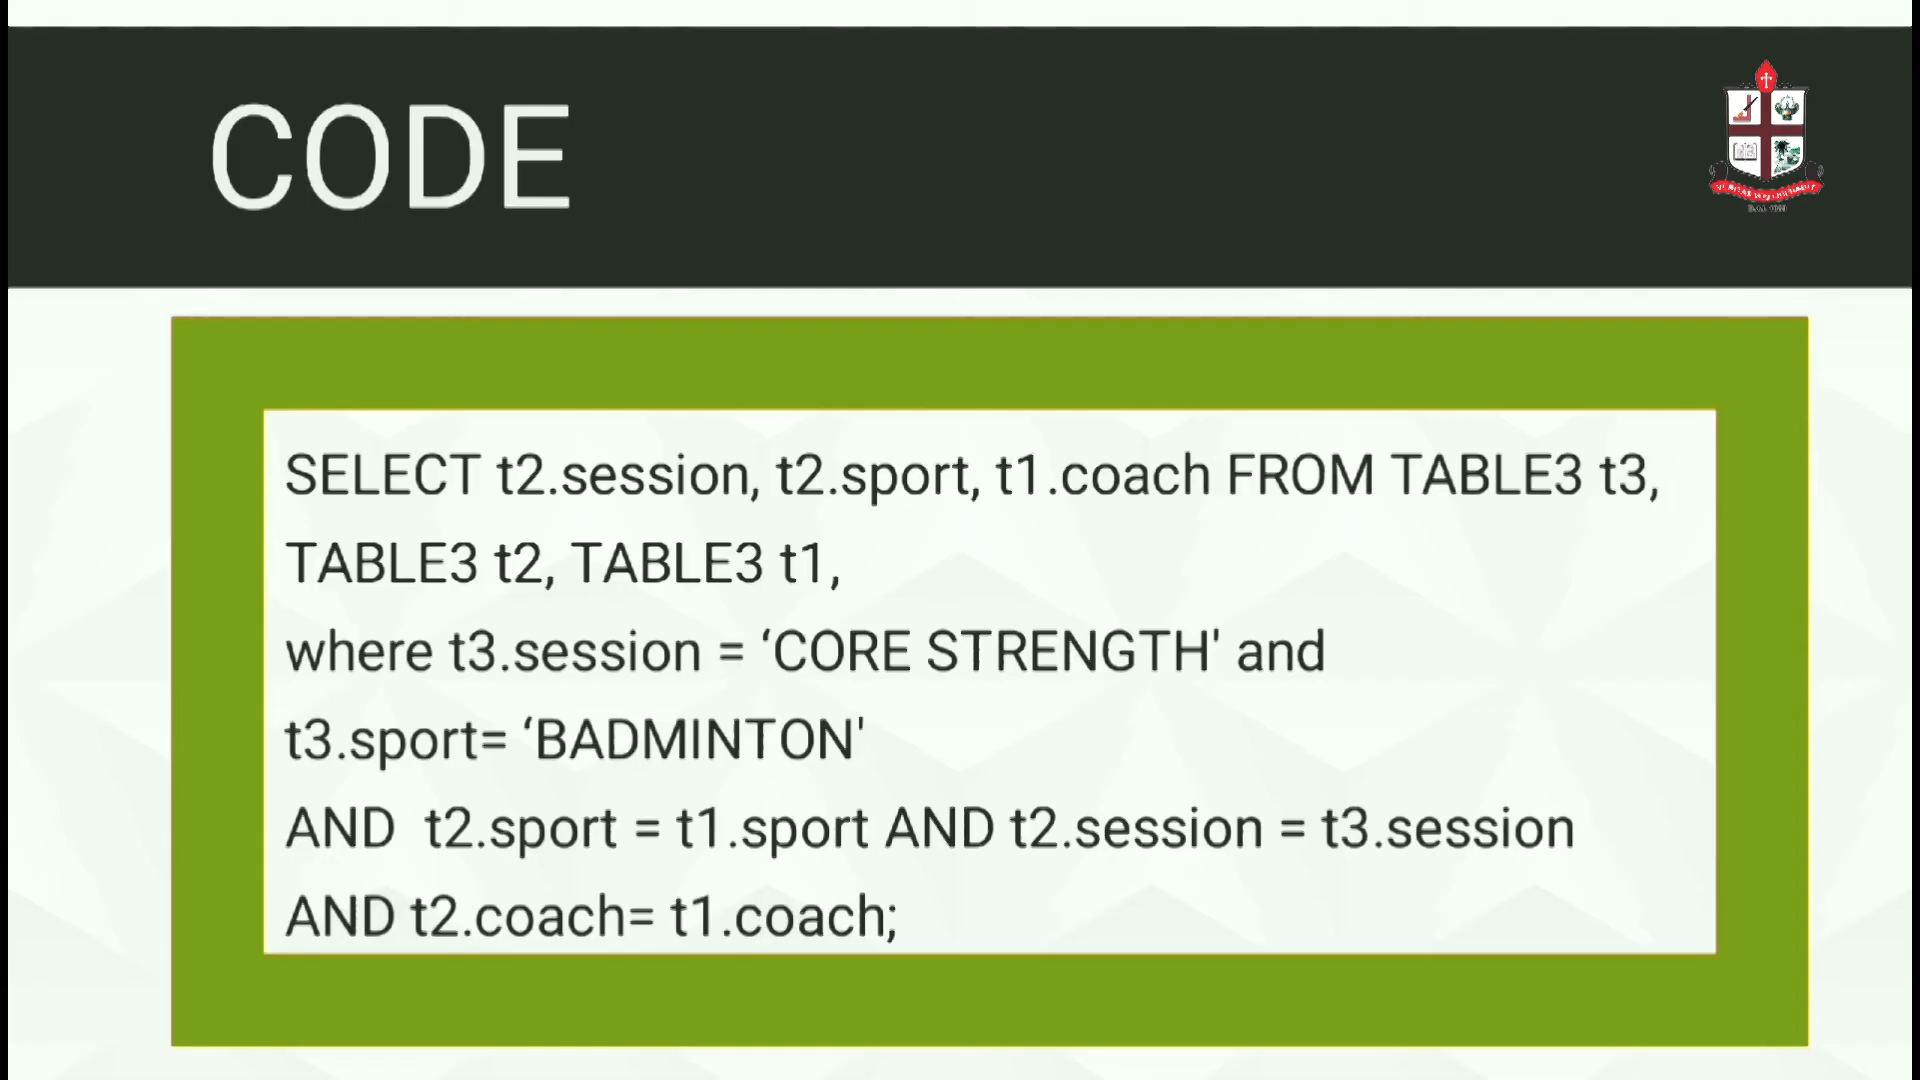 CODE
SELECT t2.session, t2.sport, t1.coach FROM TABLE3 t3,
TABLE3 t2, TABLE3 t1,
where t3.session = ‘CORE STRENGTH' and
t3.sport= ‘BADMINTON'
AND  t2.sport = t1.sport AND t2.session = t3.session
AND t2.coach= t1.coach;